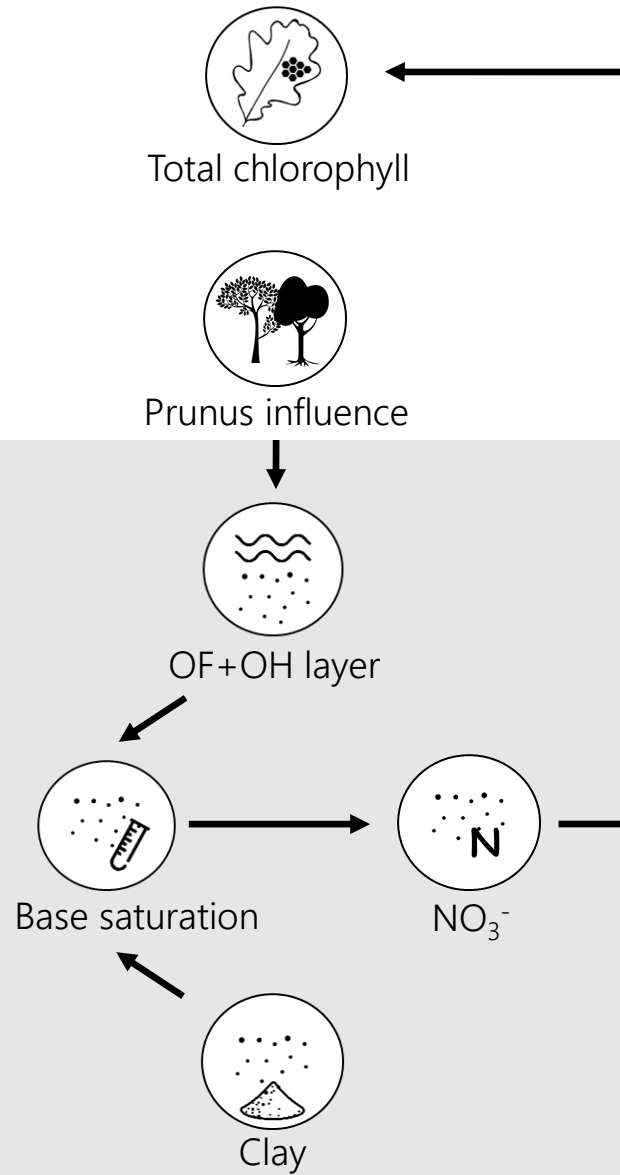 Total chlorophyll
Prunus influence
OF+OH layer
N
Base saturation
NO₃⁻
Clay